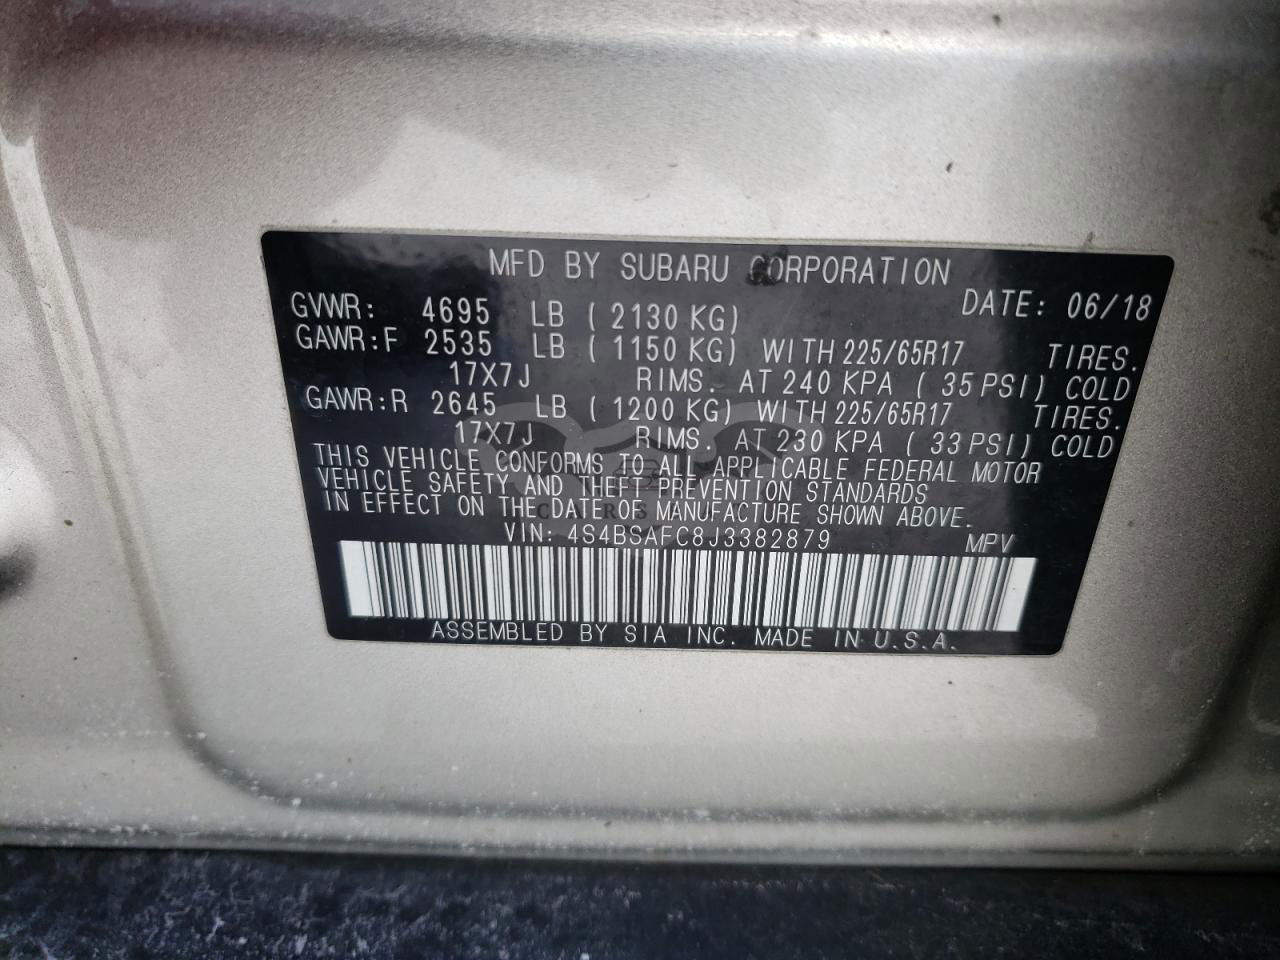 MFD BY SUBARU CORPORATION
DATE: 06/18
GVWR: 4695 LB ( 2130 KG)
GAWR:F 2535 LB ( 1150 KG) WITH 225/65R17 TIRES.
17X7J RIMS. AT 240 KPA ( 35 PSI) COLD
GAWR:R 2645 LB ( 1200 KG) WITH 225/65R17 TIRES.
17X7J RIMS AT 230 KPA ( 33 PSI) COLD
THIS VEHICLE CONFORMS TO ALL APPLICABLE FEDERAL MOTOR
VEHICLE SAFETY AND THEFT PREVENTION STANDARDS
IN EFFECT ON THE DATE OF MANUFACTURE SHOWN ABOVE.
VIN: 4S4BSAFC8J3382879 MPV
ASSEMBLED BY SIA INC. MADE IN U.S.A.